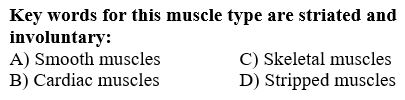 Key words for this muscle type are striated and
involuntary:
A) Smooth muscles C) Skeletal muscles
B) Cardiac muscles D) Stripped muscles